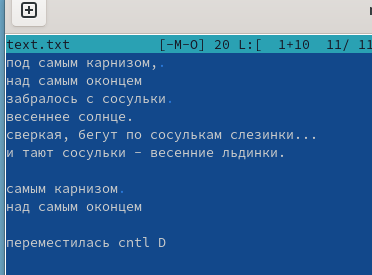 text.txt [-M-O] 20 L:[ 1+10 11/ 11
под самым карнизом,.
над самым оконцем
забралось с сосульки.
весеннее солнце.
сверкая, бегут по сосулькам слезинки...
и тают сосульки - весенние льдинки.
самым карнизом.
над самым оконцем
переместилась cntl D